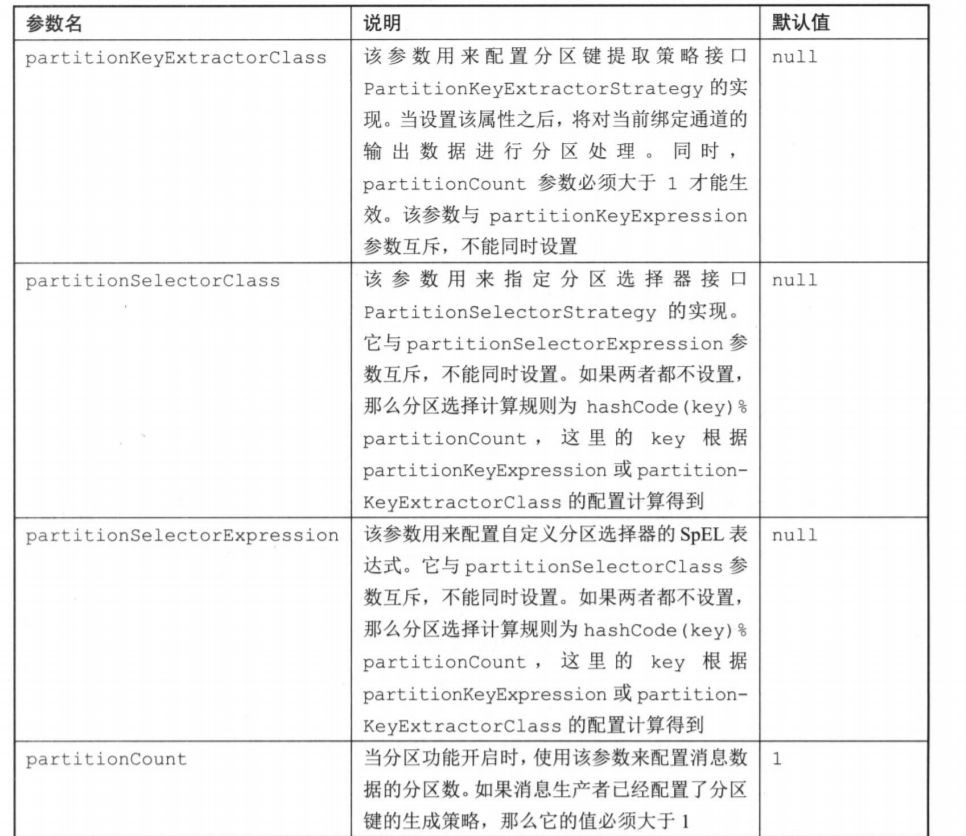 参数名 说明 默认值
partitionKeyExtractorClass 该参数用来配置分区键提取策略接口 null
PartitionKeyExtractorStrategy 的实
现。当设置该属性之后，将对当前绑定通道的
输出数据进行分区处理。同时，
partitionCount 参数必须大于 1 才能生
效。该参数与 partitionKeyExpression
参数互斥，不能同时设置
partitionSelectorClass 该参数用来指定分区选择器接口 null
PartitionSelectorStrategy 的实现。
它与 partitionSelectorExpression 参
数互斥，不能同时设置。如果两者都不设置，
那么分区选择计算规则为 hashCode(key)%
partitionCount，这里的 key 根据
partitionKeyExpression 或 partition-
KeyExtractorClass 的配置计算得到
partitionSelectorExpression 该参数用来配置自定义分区选择器的 SpEL 表 null
达式。它与 partitionSelectorClass 参
数互斥，不能同时设置。如果两者都不设置，
那么分区选择计算规则为 hashCode(key)%
partitionCount，这里的 key 根据
partitionKeyExpression 或 partition-
KeyExtractorClass 的配置计算得到
partitionCount 当分区功能开启时，使用该参数来配置消息数 1
据的分区数。如果消息生产者已经配置了分区
键的生成策略，那么它的值必须大于 1